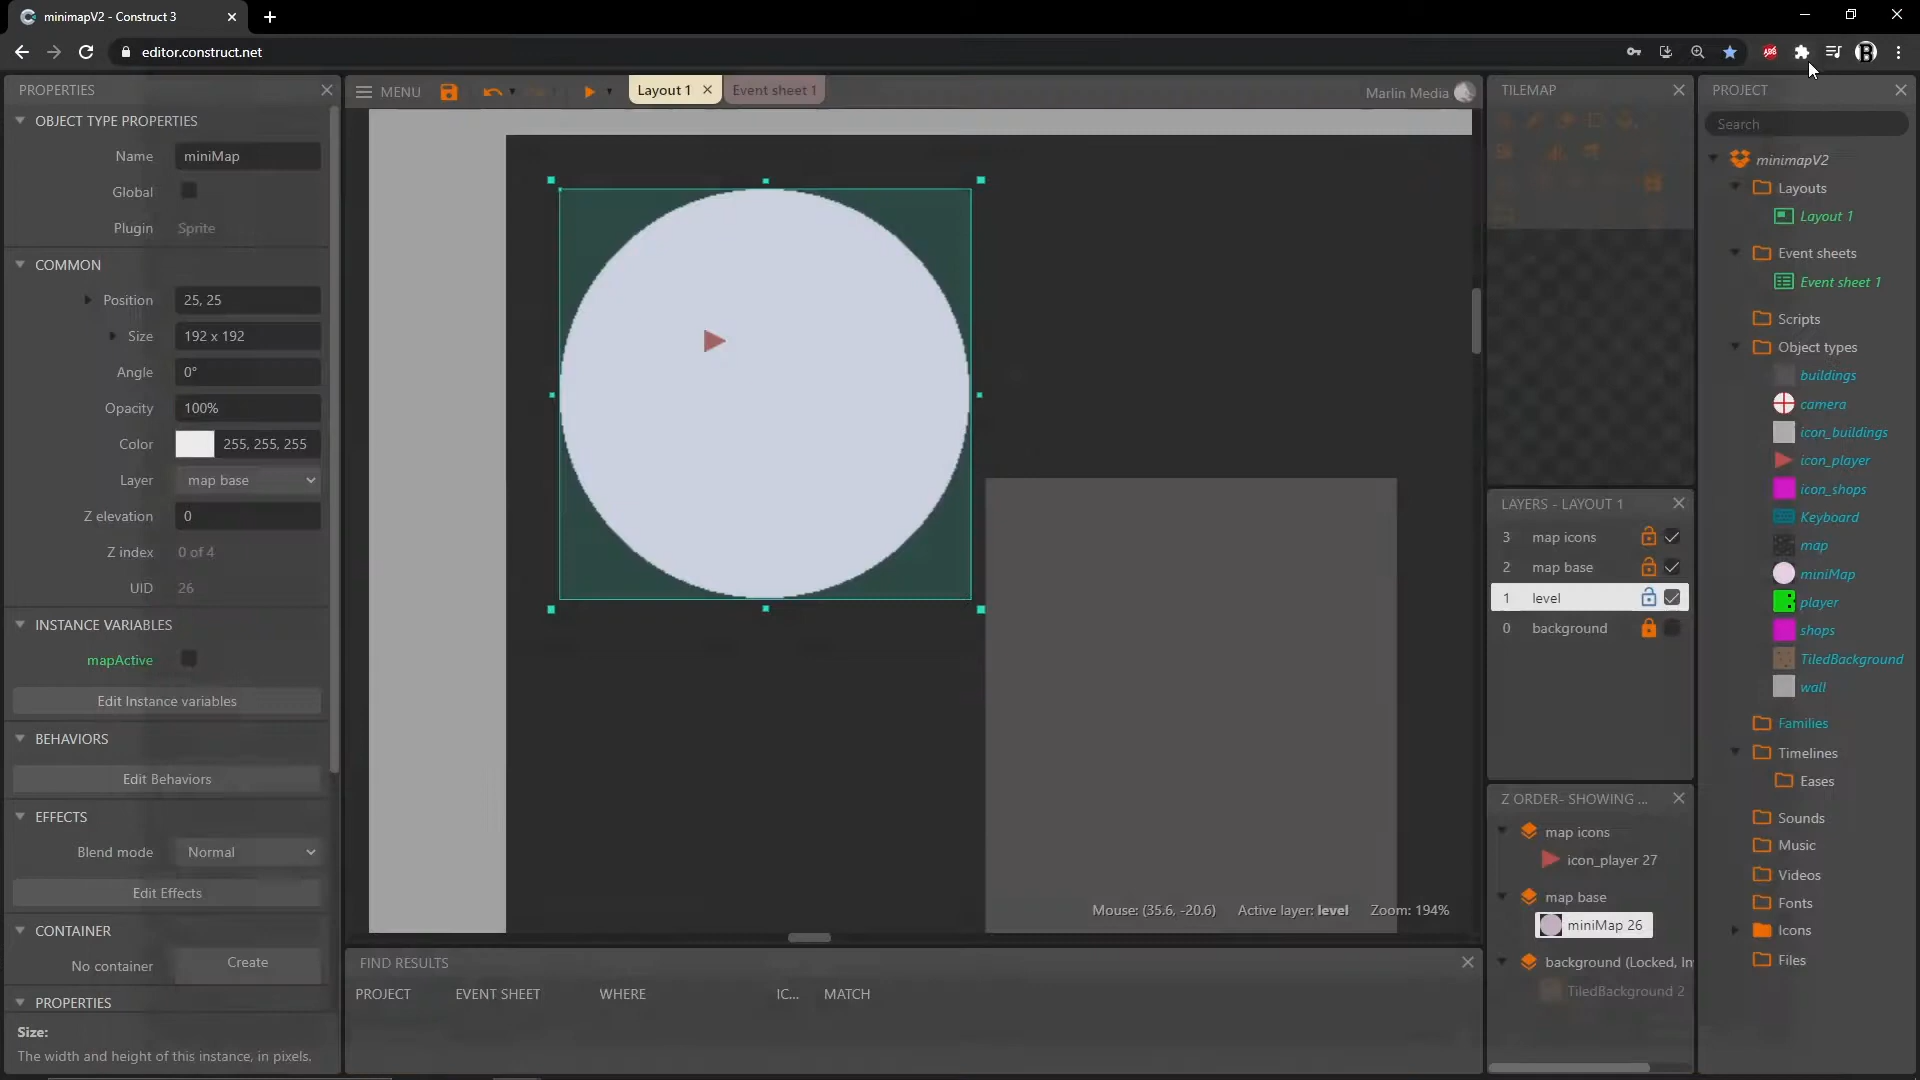 minimapV2 - Construct 3
editor.construct.net
PROPERTIES
OBJECT TYPE PROPERTIES
Name miniMap
Global
Plugin Sprite
COMMON
Position 25, 25
Size 192 x 192
Angle 0°
Opacity 100%
Color 255, 255, 255
Layer map base
Z elevation 0
Z index 0 of 4
UID 26
INSTANCE VARIABLES
mapActive
Edit Instance variables
BEHAVIORS
Edit Behaviors
EFFECTS
Blend mode Normal
Edit Effects
CONTAINER
No container Create
PROPERTIES
Size:
The width and height of this instance, in pixels.
MENU
Layout 1
Event sheet 1
Marlin Media
Mouse: (35.6, -20.6) Active layer: level Zoom: 194%
FIND RESULTS
PROJECT EVENT SHEET WHERE IC... MATCH
TILEMAP
LAYERS - LAYOUT 1
3 map icons
2 map base
1 level
0 background
Z ORDER- SHOWING ...
map icons
icon_player 27
map base
miniMap 26
background (Locked, In
TiledBackground 2
PROJECT
Search
minimapV2
Layouts
Layout 1
Event sheets
Event sheet 1
Scripts
Object types
buildings
camera
icon_buildings
icon_player
icon_shops
Keyboard
map
miniMap
player
shops
TiledBackground
wall
Families
Timelines
Eases
Sounds
Music
Videos
Fonts
Icons
Files